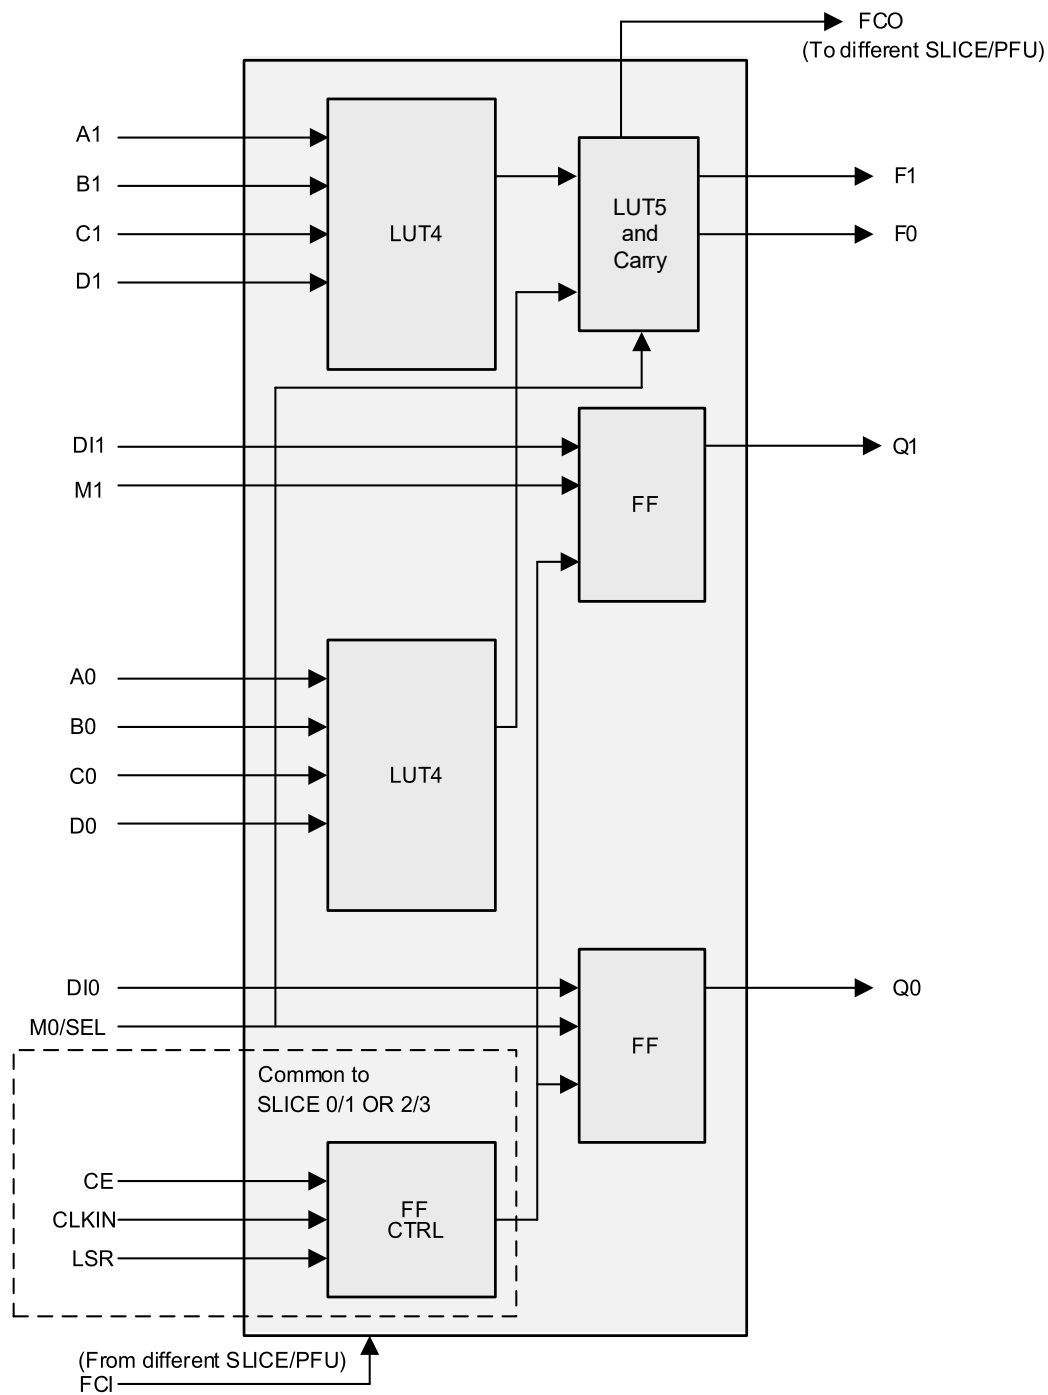 FCO
(To different SLICE/PFU)
A1
B1
C1
D1
LUT4
LUT5
and
Carry
F1
F0
DI1
M1
FF
Q1
A0
B0
C0
D0
LUT4
DI0
M0/SEL
FF
Q0
Common to
SLICE 0/1 OR 2/3
CE
CLKIN
LSR
FF
CTRL
(From different SLICE/PFU)
FCI